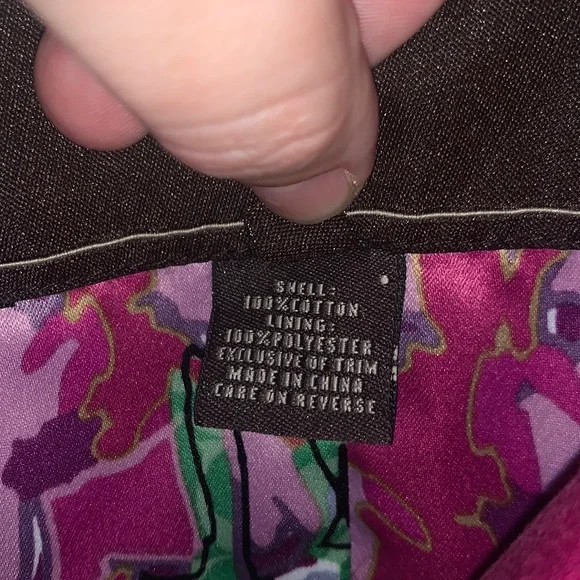 SHELL:
100%COTTON
LINING:
100%POLYESTER
EXCLUSIVE OF TRIM
MADE IN CHINA
CARE ON REVERSE